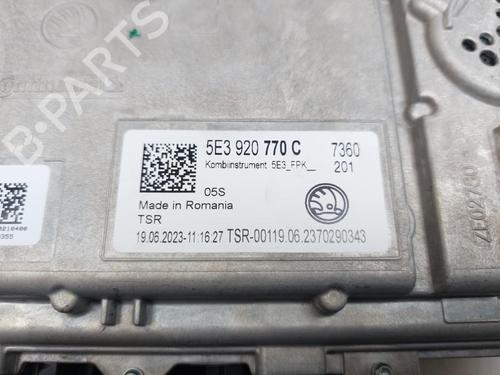 5E3 920 770 C 7360
Kombiinstrument 5E3_FPK__ 201
05S
Made in Romania
TSR
19.06.2023-11:16:27 TSR-00119.06.2370290343
B-Parts